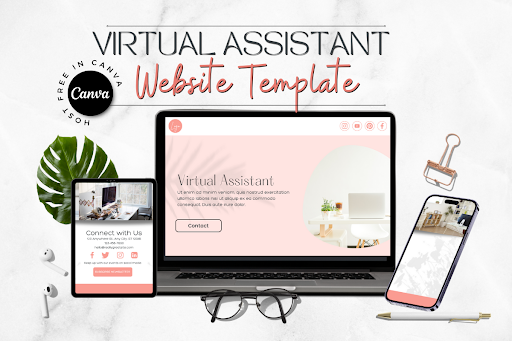 VIRTUAL ASSISTANT
Website Template
HOST FREE IN CANVA
Canva
Virtual Assistant
Ut enim ad minim veniam, quis nostrud exercitation
ullamco laboris nisi ut aliquip ex ea commodo
consequat. Duis aute irure dolor.
Contact
Connect with Us